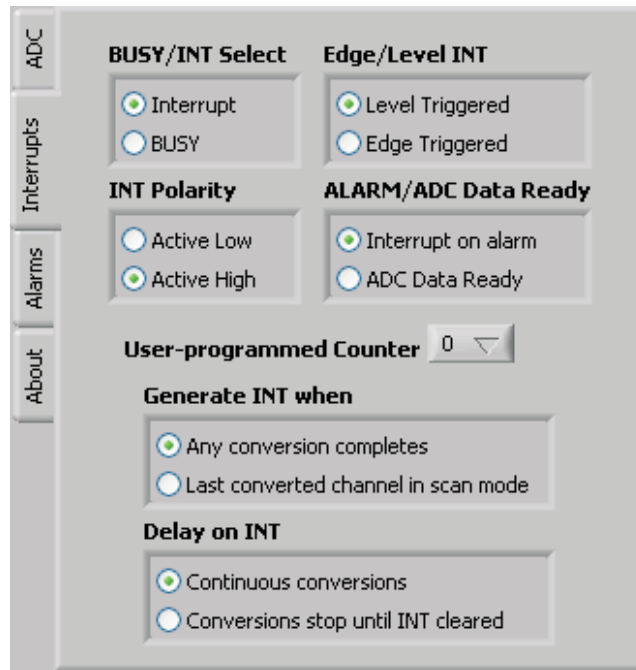 ADC
Interrupts
Alarms
About
BUSY/INT Select
Interrupt
BUSY
Edge/Level INT
Level Triggered
Edge Triggered
INT Polarity
Active Low
Active High
ALARM/ADC Data Ready
Interrupt on alarm
ADC Data Ready
User-programmed Counter 0
Generate INT when
Any conversion completes
Last converted channel in scan mode
Delay on INT
Continuous conversions
Conversions stop until INT cleared